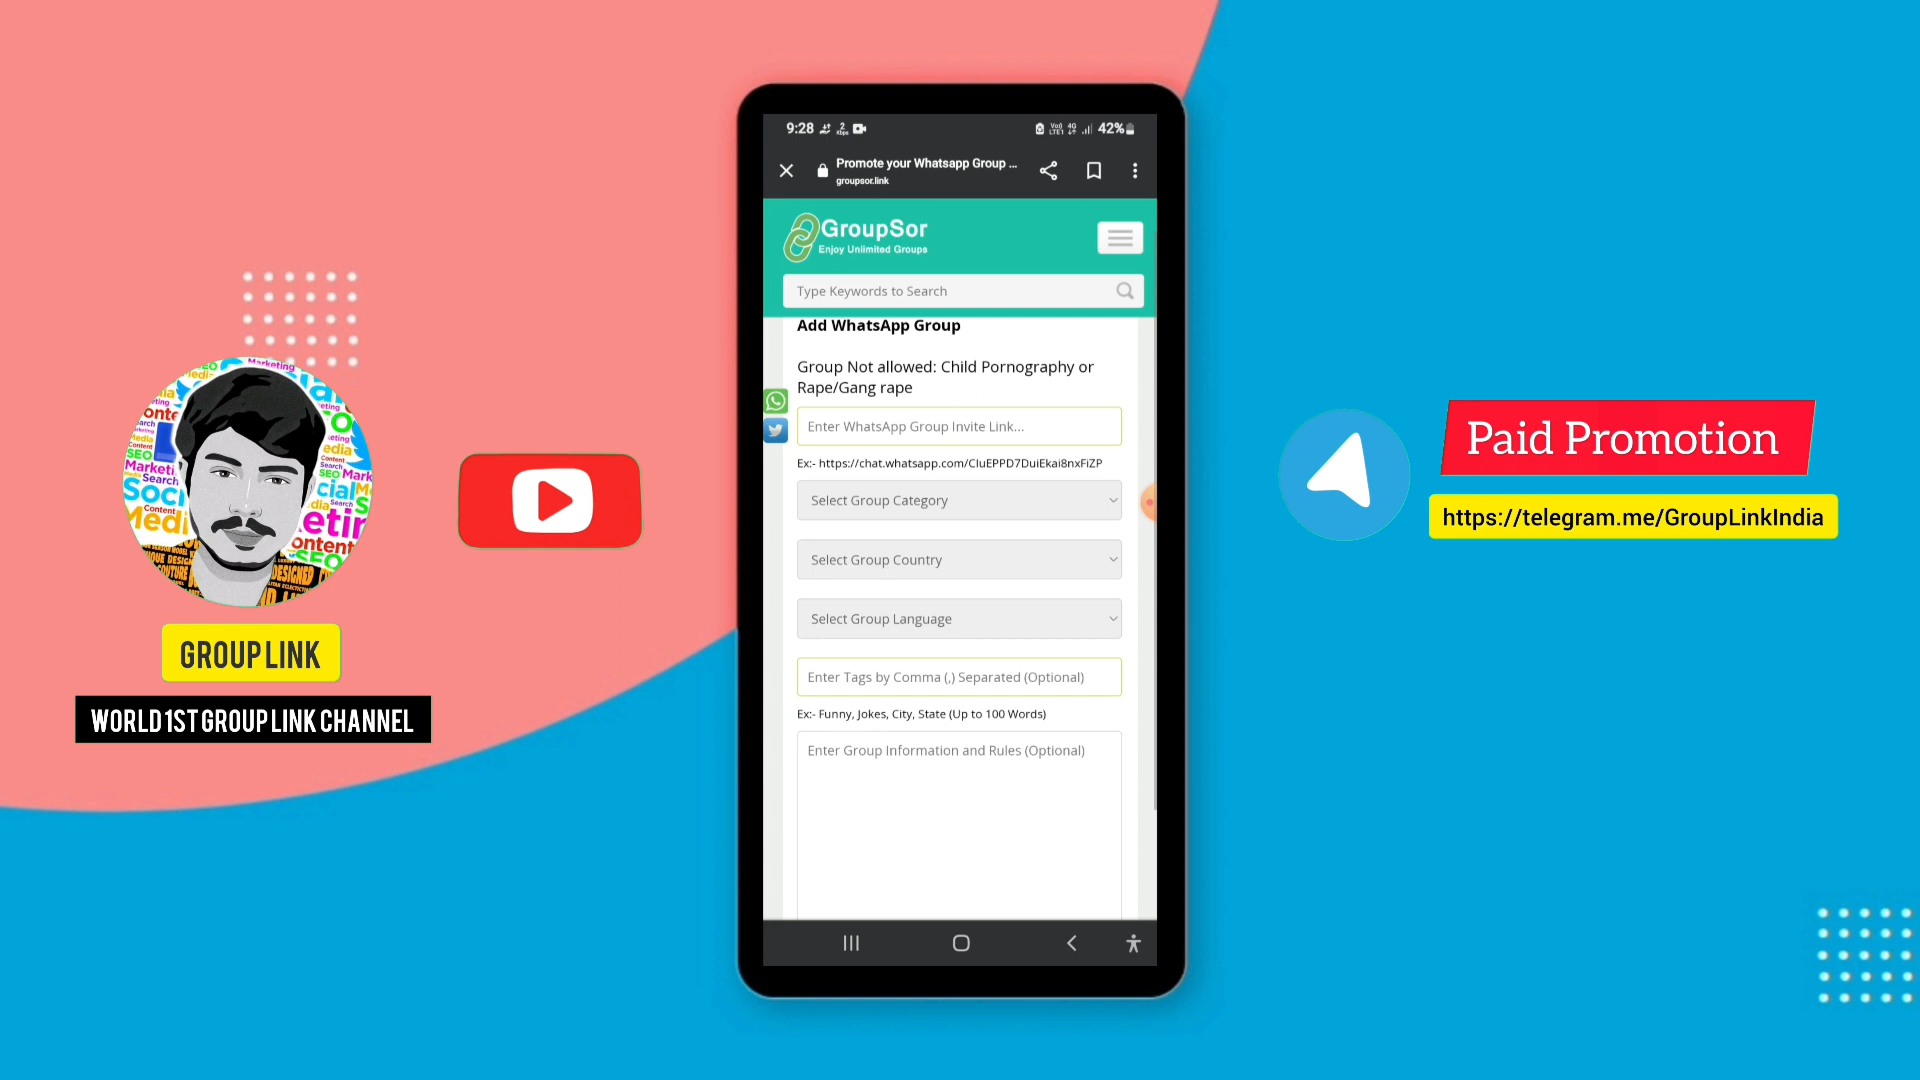 9:28
42%
Promote your Whatsapp Group ...
groupsor.link
GroupSor
Enjoy Unlimited Groups
Type Keywords to Search
Add WhatsApp Group
Group Not allowed: Child Pornography or
Rape/Gang rape
Enter WhatsApp Group Invite Link...
Ex:- https://chat.whatsapp.com/CIuEPPD7DuiEkai8nxFiZP
Select Group Category
Select Group Country
Select Group Language
Enter Tags by Comma (,) Separated (Optional)
Ex:- Funny, Jokes, City, State (Up to 100 Words)
Enter Group Information and Rules (Optional)
GROUP LINK
WORLD 1ST GROUP LINK CHANNEL
Paid Promotion
https://telegram.me/GroupLinkIndia